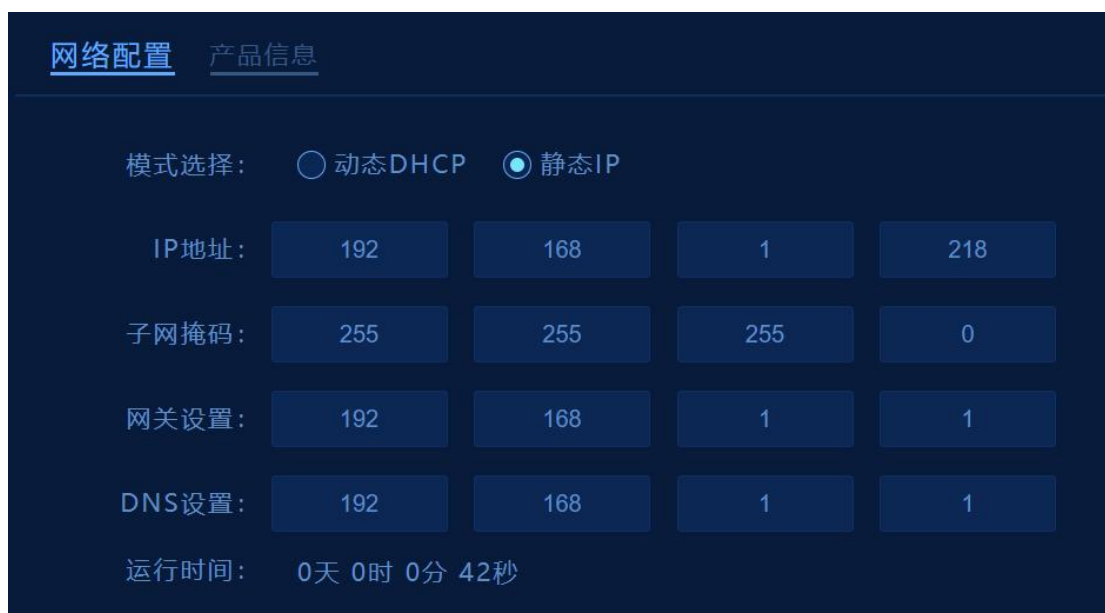 网络配置 产品信息
模式选择： 动态DHCP 静态IP
IP地址： 192 168 1 218
子网掩码： 255 255 255 0
网关设置： 192 168 1 1
DNS设置： 192 168 1 1
运行时间： 0天 0时 0分 42秒